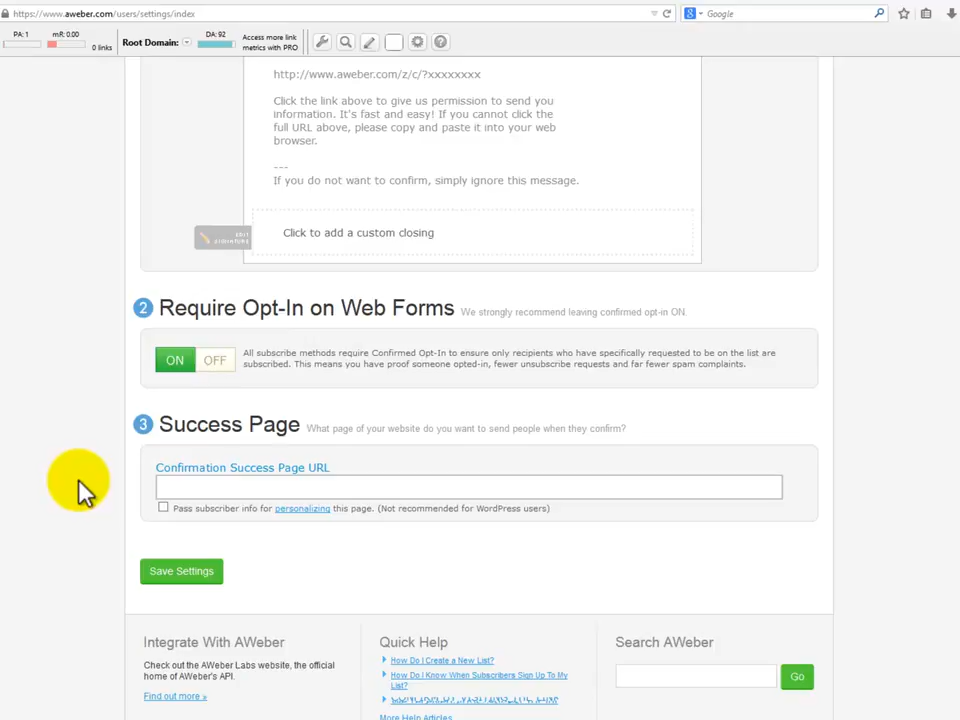 https://www.aweber.com/users/settings/index
Google
PA: 1
mR: 0.00
0 links
Root Domain:
DA: 92
Access more link
metrics with PRO
http://www.aweber.com/z/c/?xxxxxxxx
Click the link above to give us permission to send you
information. It's fast and easy! If you cannot click the
full URL above, please copy and paste it into your web
browser.
---
If you do not want to confirm, simply ignore this message.
EDIT
SIGNATURE
Click to add a custom closing
2 Require Opt-In on Web Forms We strongly recommend leaving confirmed opt-in ON.
ON OFF
All subscribe methods require Confirmed Opt-In to ensure only recipients who have specifically requested to be on the list are
subscribed. This means you have proof someone opted-in, fewer unsubscribe requests and far fewer spam complaints.
3 Success Page What page of your website do you want to send people when they confirm?
Confirmation Success Page URL
Pass subscriber info for personalizing this page. (Not recommended for WordPress users)
Save Settings
Integrate With AWeber
Check out the AWeber Labs website, the official
home of AWeber's API.
Find out more »
Quick Help
How Do I Create a New List?
How Do I Know When Subscribers Sign Up To My
List?
More Help Articles
Search AWeber
Go